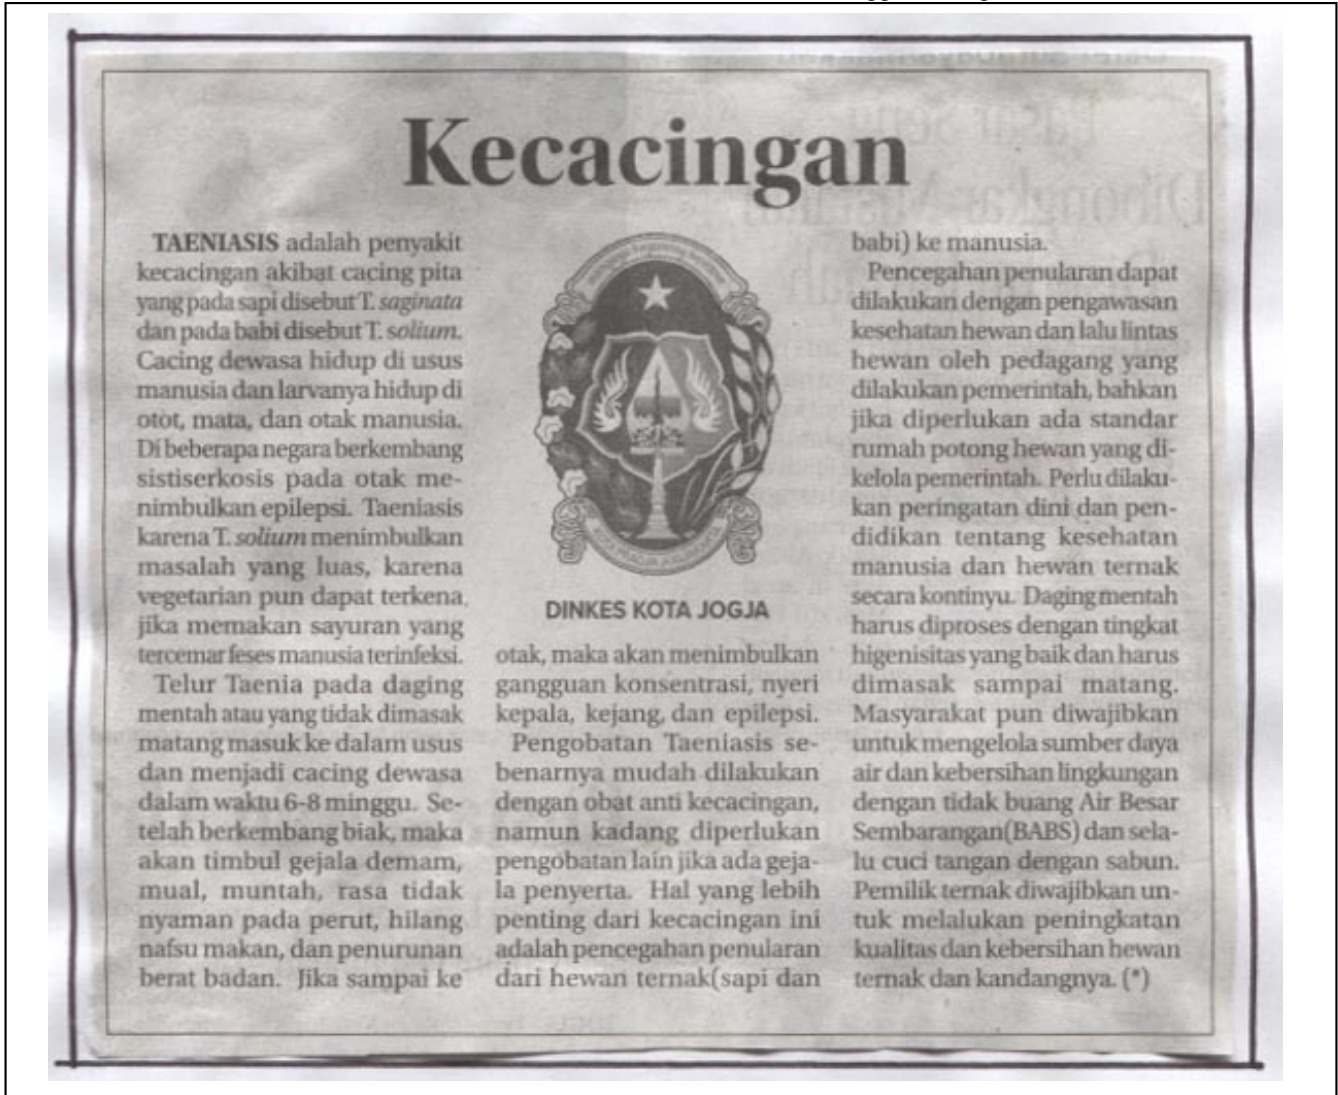 Kecacingan
TAENIASIS adalah penyakit
kecacingan akibat cacing pita
yang pada sapi disebut T. saginata
dan pada babi disebut T. solium.
Cacing dewasa hidup di usus
manusia dan larvanya hidup di
otot, mata, dan otak manusia.
Di beberapa negara berkembang
sistiserkosis pada otak me-
nimbulkan epilepsi. Taeniasis
karena T. solium menimbulkan
masalah yang luas, karena
vegetarian pun dapat terkena
jika memakan sayuran yang
tercemar feses manusia terinfeksi.
Telur Taenia pada daging
mentah atau yang tidak dimasak
matang masuk ke dalam usus
dan menjadi cacing dewasa
dalam waktu 6-8 minggu. Se-
telah berkembang biak, maka
akan timbul gejala demam,
mual, muntah, rasa tidak
nyaman pada perut, hilang
nafsu makan, dan penurunan
berat badan. Jika sampai ke
DINKES KOTA JOGJA
otak, maka akan menimbulkan
gangguan konsentrasi, nyeri
kepala, kejang, dan epilepsi.
Pengobatan Taeniasis se-
benarnya mudah dilakukan
dengan obat anti kecacingan,
namun kadang diperlukan
pengobatan lain jika ada geja-
la penyerta. Hal yang lebih
penting dari kecacingan ini
adalah pencegahan penularan
dari hewan ternak(sapi dan
babi) ke manusia.
Pencegahan penularan dapat
dilakukan dengan pengawasan
kesehatan hewan dan lalu lintas
hewan oleh pedagang yang
dilakukan pemerintah, bahkan
jika diperlukan ada standar
rumah potong hewan yang di-
kelola pemerintah. Perlu dilaku-
kan peringatan dini dan pen-
didikan tentang kesehatan
manusia dan hewan ternak
secara kontinyu. Daging mentah
harus diproses dengan tingkat
higenisitas yang baik dan harus
dimasak sampai matang.
Masyarakat pun diwajibkan
untuk mengelola sumber daya
air dan kebersihan lingkungan
dengan tidak buang Air Besar
Sembarangan(BABS) dan sela-
lu cuci tangan dengan sabun.
Pemilik ternak diwajibkan un-
tuk melalukan peningkatan
kualitas dan kebersihan hewan
ternak dan kandangnya. (*)